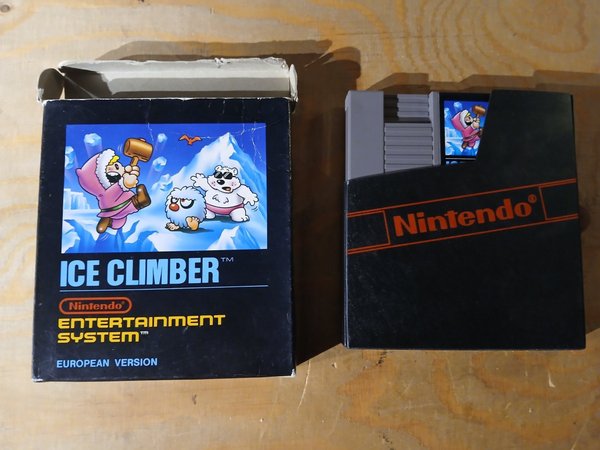 ICE CLIMBER™
Nintendo®
ENTERTAINMENT
SYSTEM™
EUROPEAN VERSION
Nintendo®